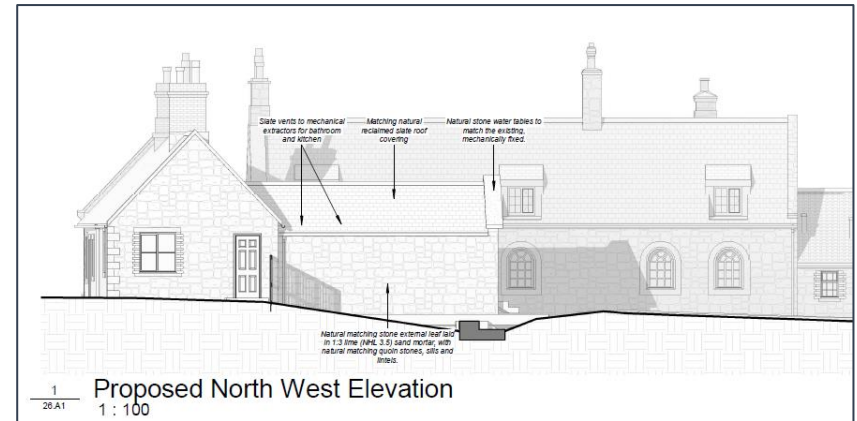 Slate vents to mechanical
extractors for bathroom
and kitchen
Matching natural
reclaimed slate roof
covering
Natural stone water tables to
match the existing,
mechanically fixed.
Natural matching stone external leaf laid
in 1:3 lime (NHL 3.5) sand mortar, with
natural matching quoin stones, sills and
lintels.
1
26.A1
Proposed North West Elevation
1 : 100